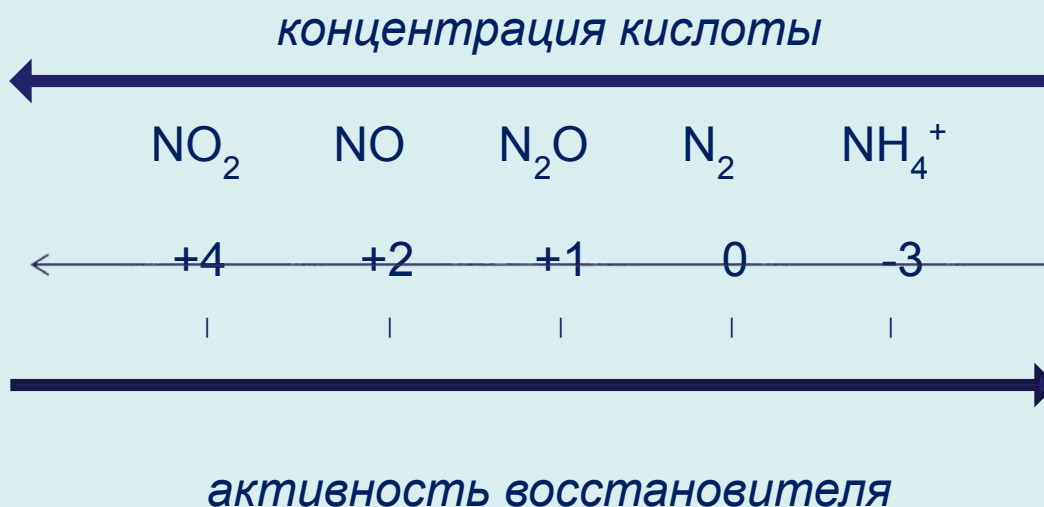 концентрация кислоты
NO₂ NO N₂O N₂ NH₄⁺
+4 +2 +1 0 -3
активность восстановителя